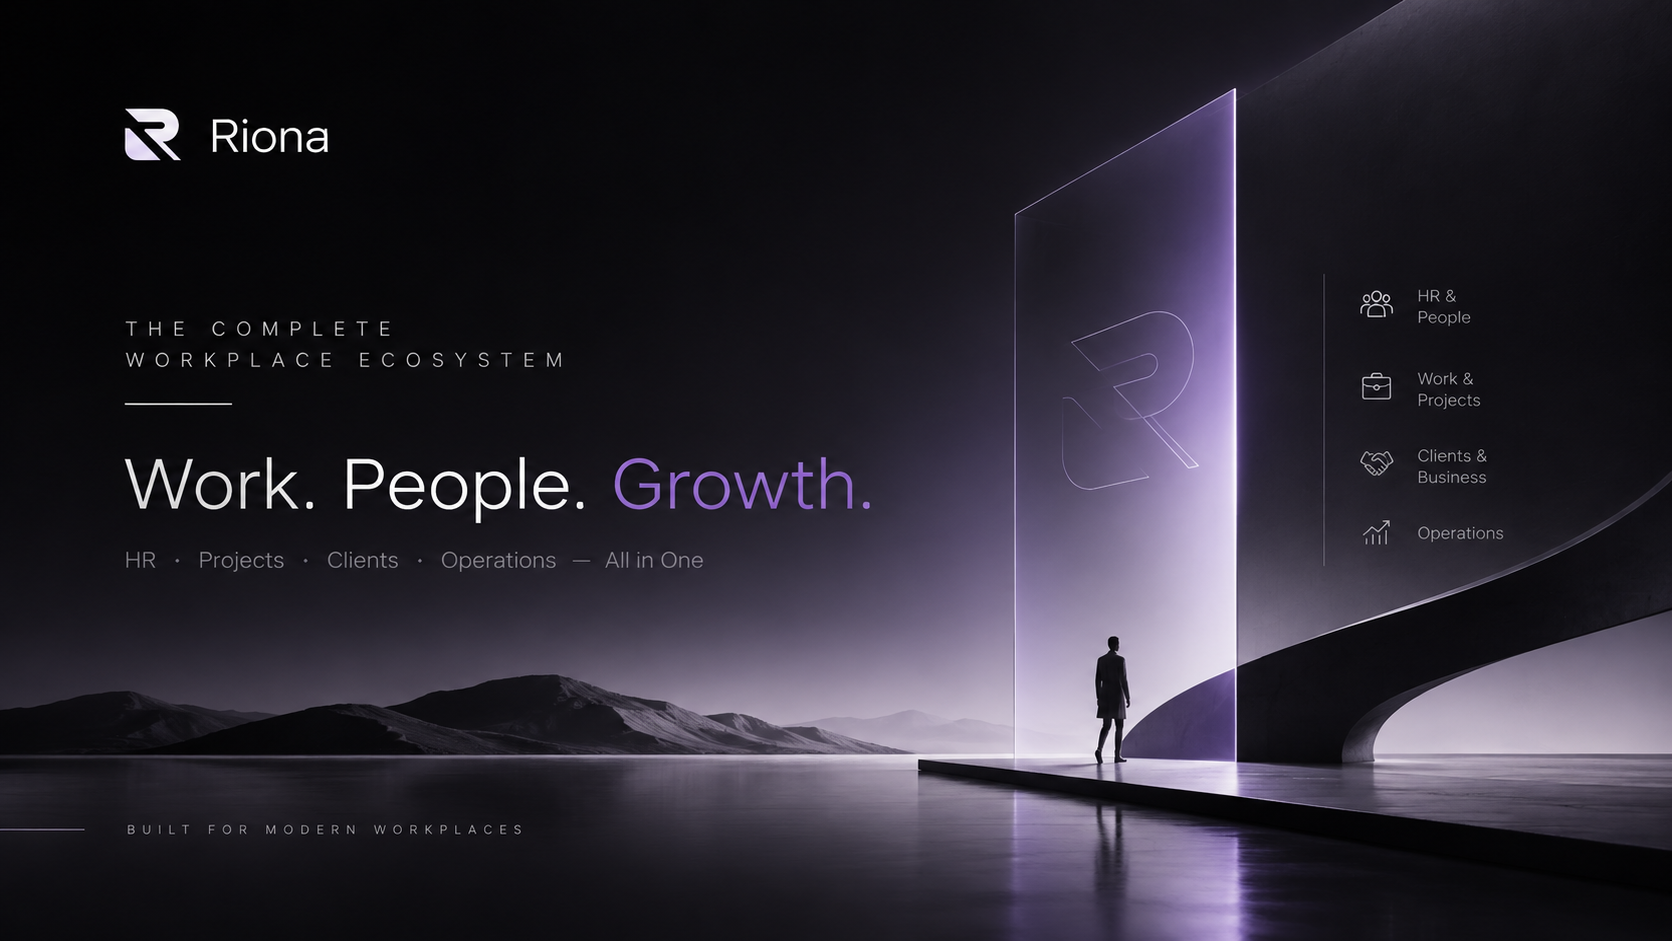 Riona
THE COMPLETE
WORKPLACE ECOSYSTEM
Work. People. Growth.
HR · Projects · Clients · Operations — All in One
BUILT FOR MODERN WORKPLACES
HR &
People
Work &
Projects
Clients &
Business
Operations